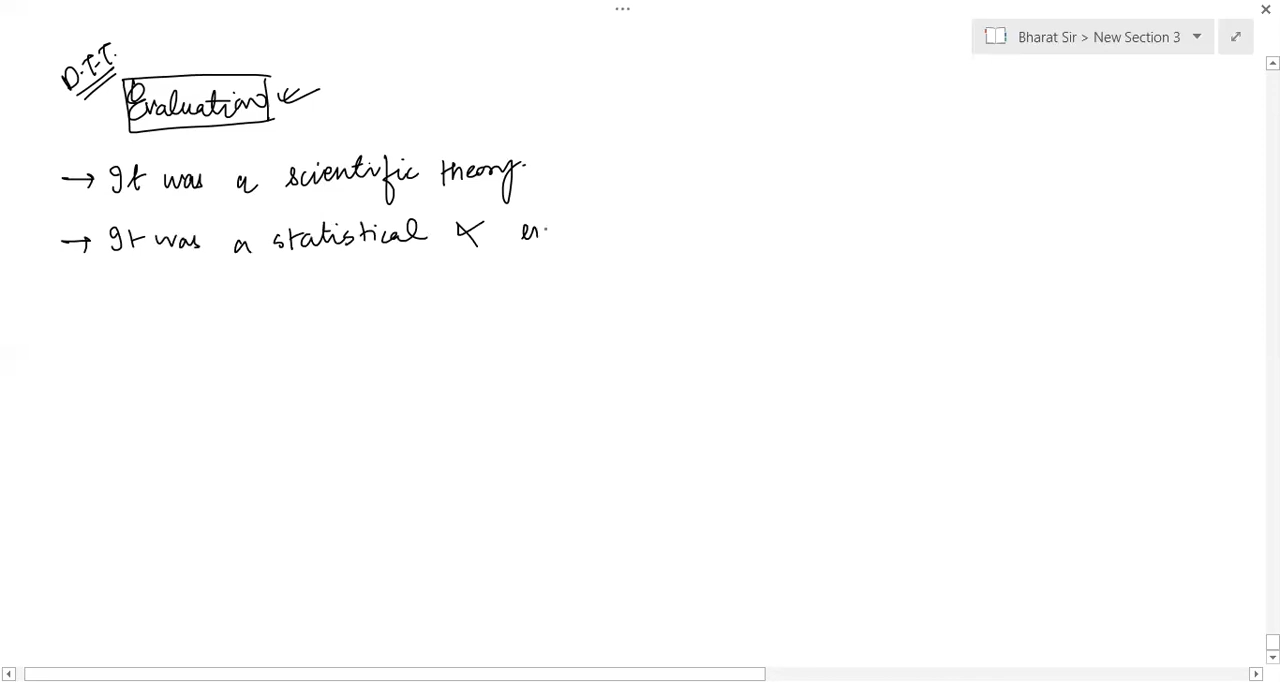 Bharat Sir > New Section 3
D.T.T.
Evaluation
→ It was a scientific theory.
→ It was a statistical &